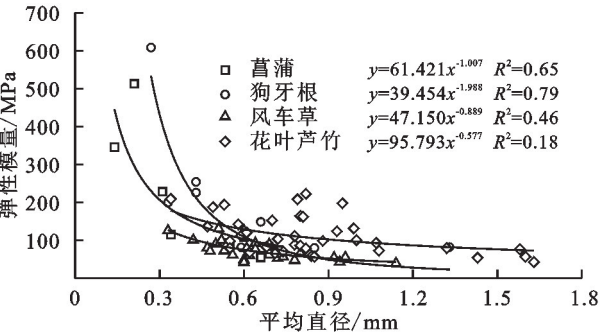 700
600
500
400
300
200
100
弹性模量/MPa
菖蒲 y=61.421x^-1.007 R²=0.65
狗牙根 y=39.454x^-1.988 R²=0.79
风车草 y=47.150x^-0.889 R²=0.46
花叶芦竹 y=95.793x^-0.577 R²=0.18
0 0.3 0.6 0.9 1.2 1.5 1.8
平均直径/mm